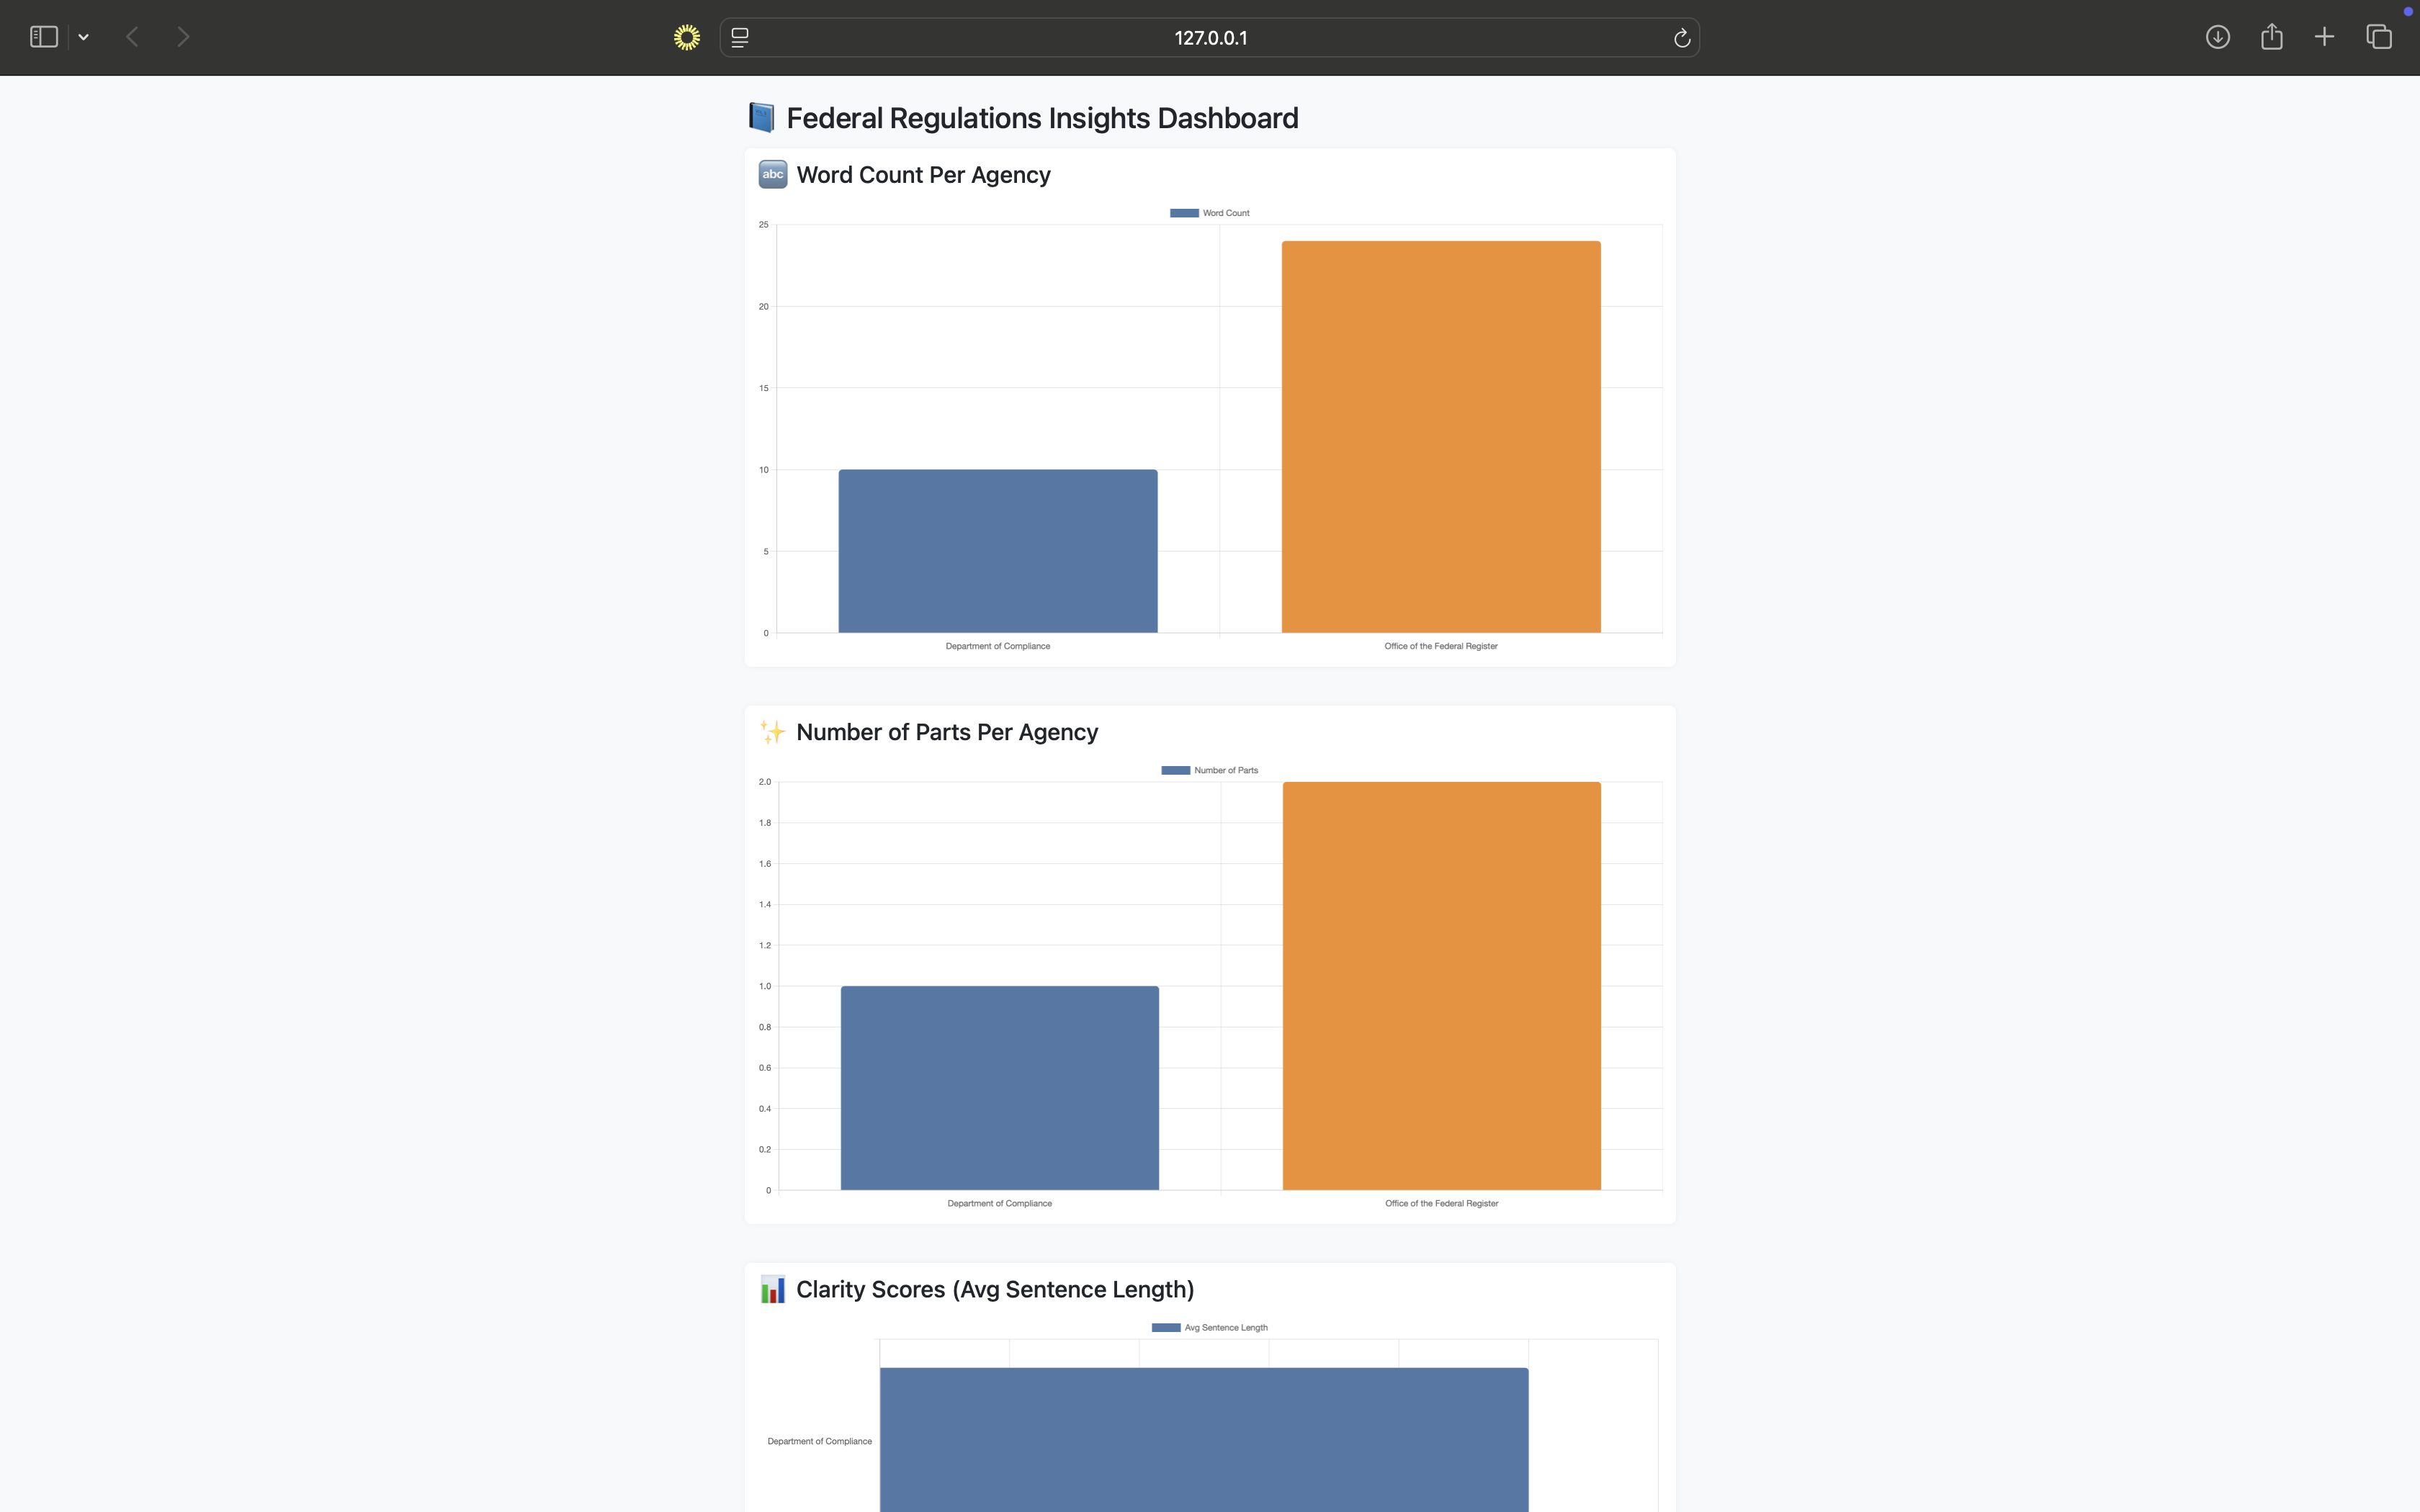 127.0.0.1
Federal Regulations Insights Dashboard
abc Word Count Per Agency
Word Count
25
20
15
10
5
0
Department of Compliance Office of the Federal Register
Number of Parts Per Agency
Number of Parts
2.0
1.8
1.6
1.4
1.2
1.0
0.8
0.6
0.4
0.2
0
Department of Compliance Office of the Federal Register
Clarity Scores (Avg Sentence Length)
Avg Sentence Length
Department of Compliance